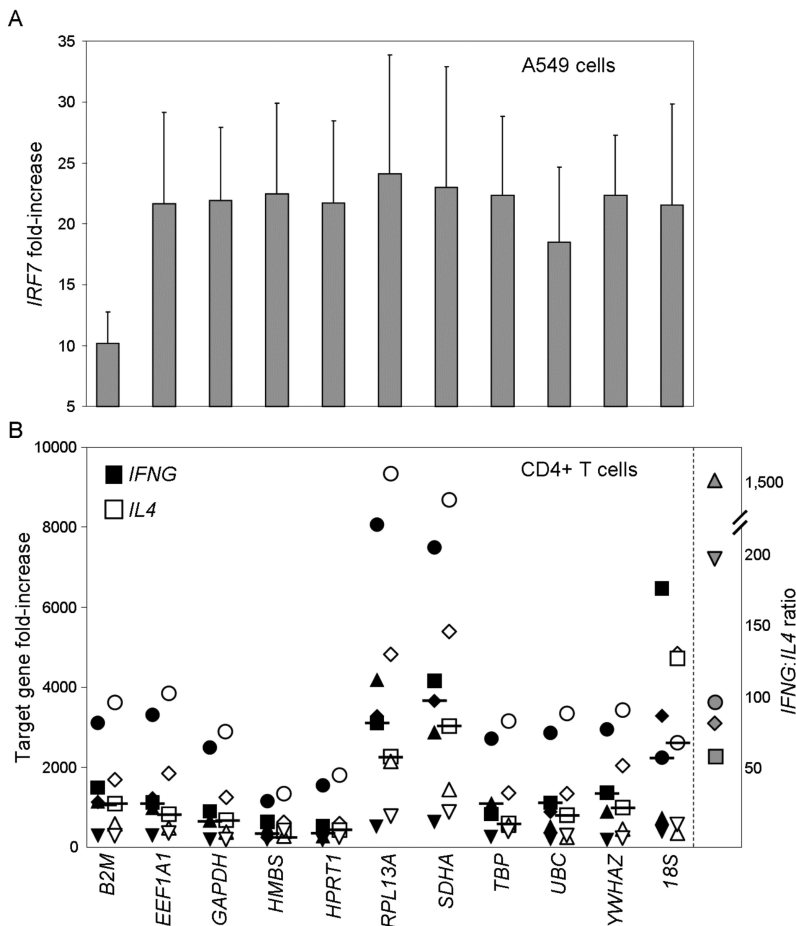 A
35
30
25
20
15
10
5
IRF7 fold-increase
A549 cells
B
10000
8000
6000
4000
2000
0
Target gene fold-increase
IFNG
IL4
CD4+ T cells
1,500
200
150
100
50
IFNG:IL4 ratio
B2M
EEF1A1
GAPDH
HMBS
HPRT1
RPL13A
SDHA
TBP
UBC
YWHAZ
18S